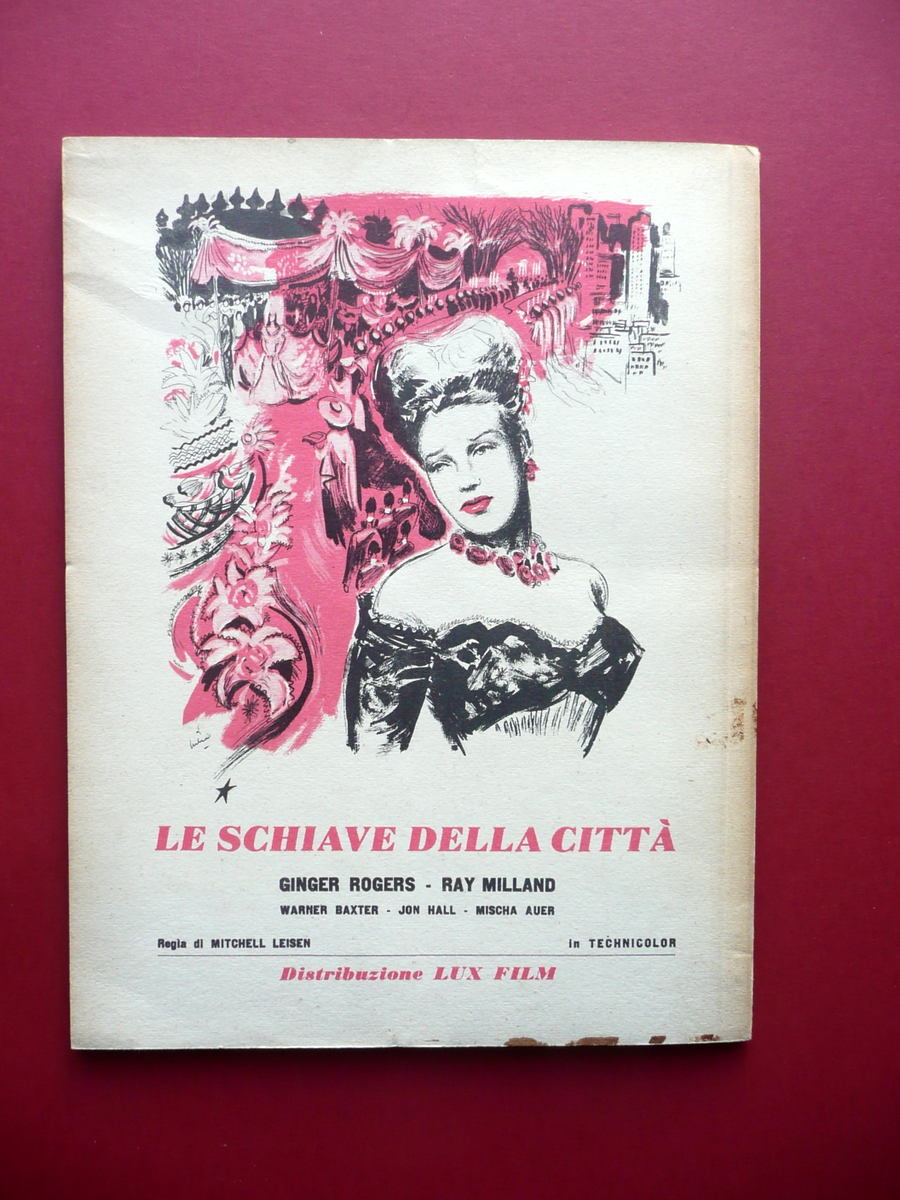 LE SCHIAVE DELLA CITTÀ
GINGER ROGERS - RAY MILLAND
WARNER BAXTER - JON HALL - MISCHA AUER
Regia di MITCHELL LEISEN in TECHNICOLOR
Distribuzione LUX FILM